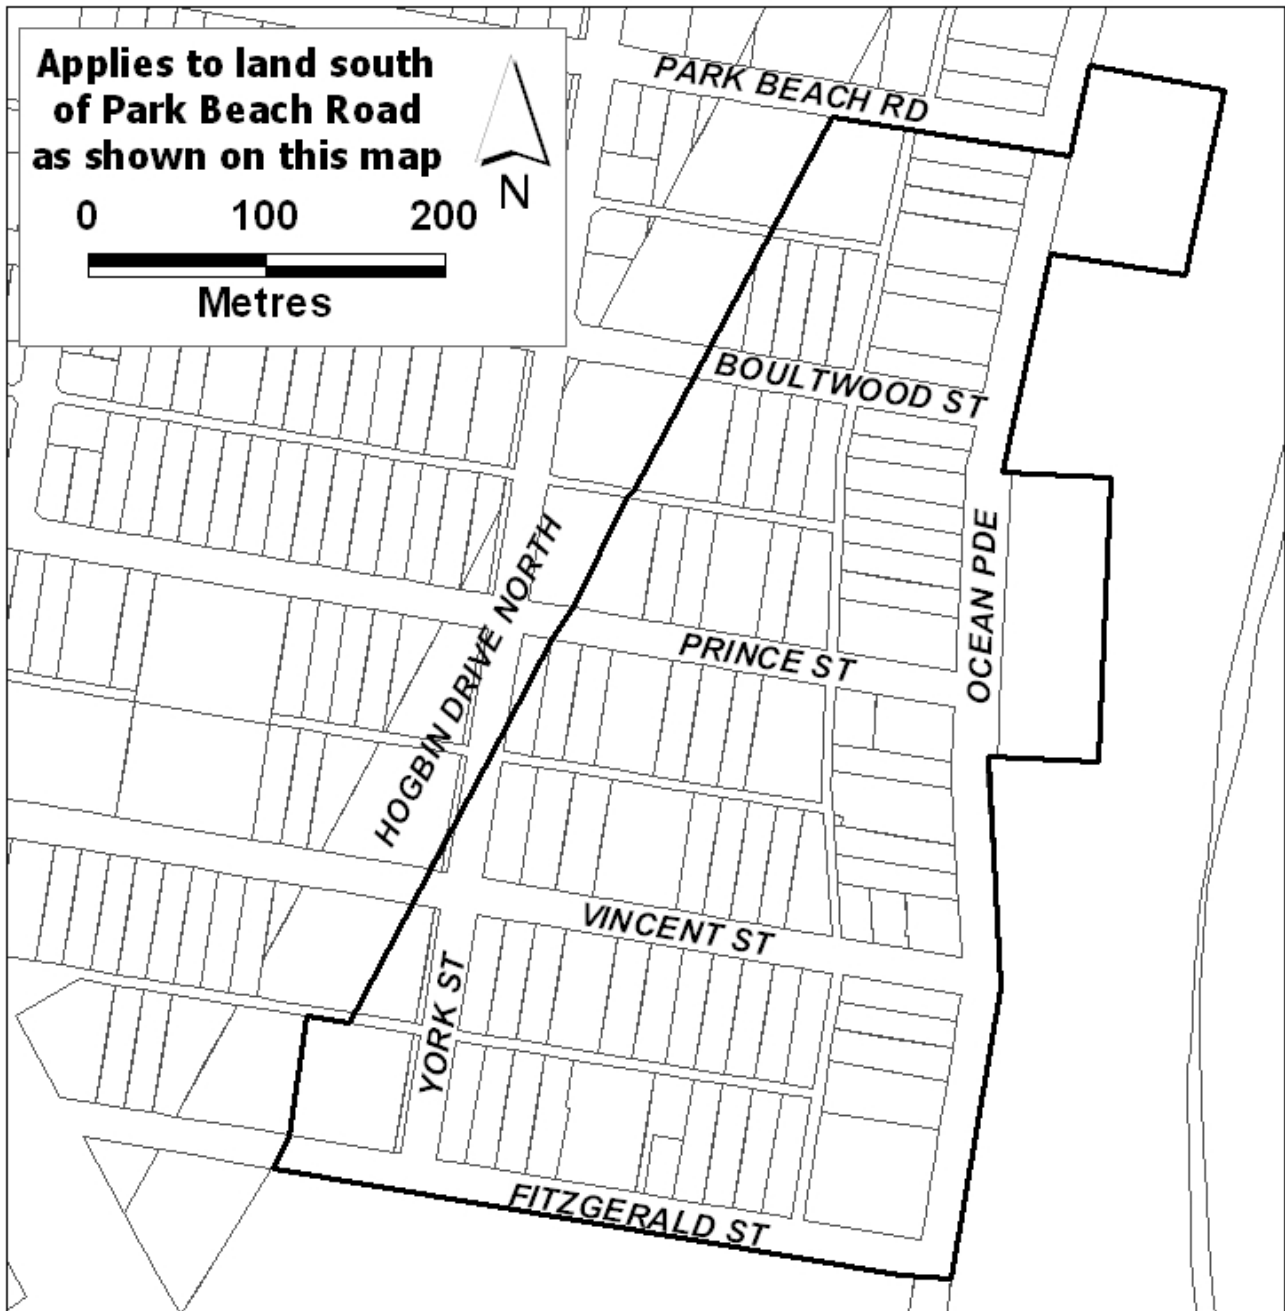 Applies to land south
of Park Beach Road
as shown on this map
N
0 100 200
Metres
PARK BEACH RD
BOULTWOOD ST
HOGBIN DRIVE NORTH
OCEAN PDE
PRINCE ST
VINCENT ST
YORK ST
FITZGERALD ST